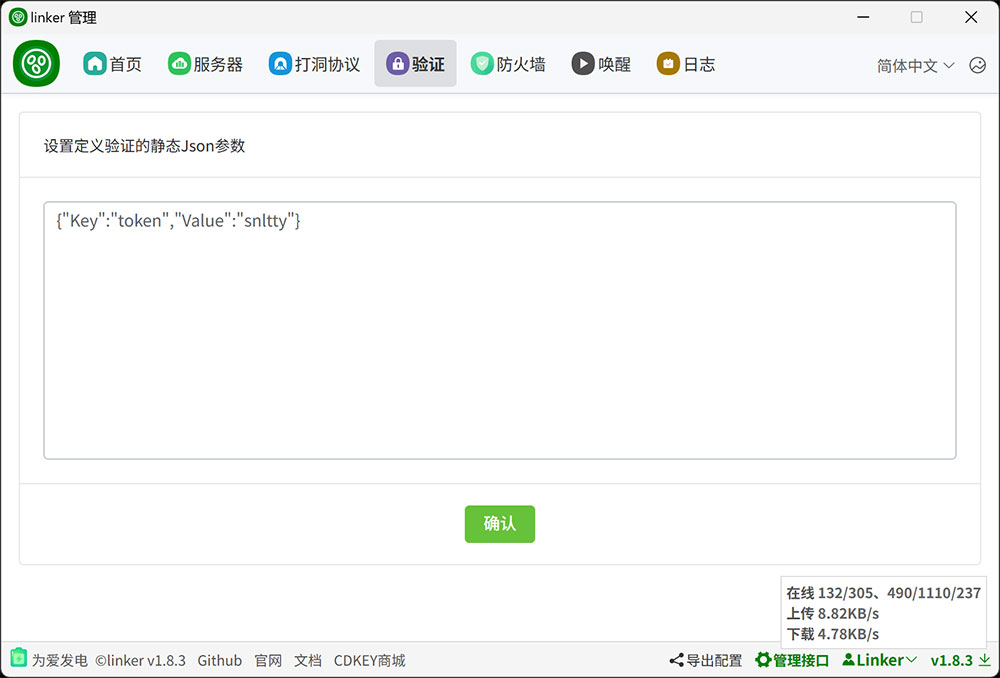 linker 管理
首页 服务器 打洞协议 验证 防火墙 唤醒 日志 简体中文
设置定义验证的静态Json参数
{"Key":"token","Value":"snltty"}
确认
在线 132/305、490/1110/237
上传 8.82KB/s
下载 4.78KB/s
为爱发电 ©linker v1.8.3 Github 官网 文档 CDKEY商城 导出配置 管理接口 Linker v1.8.3